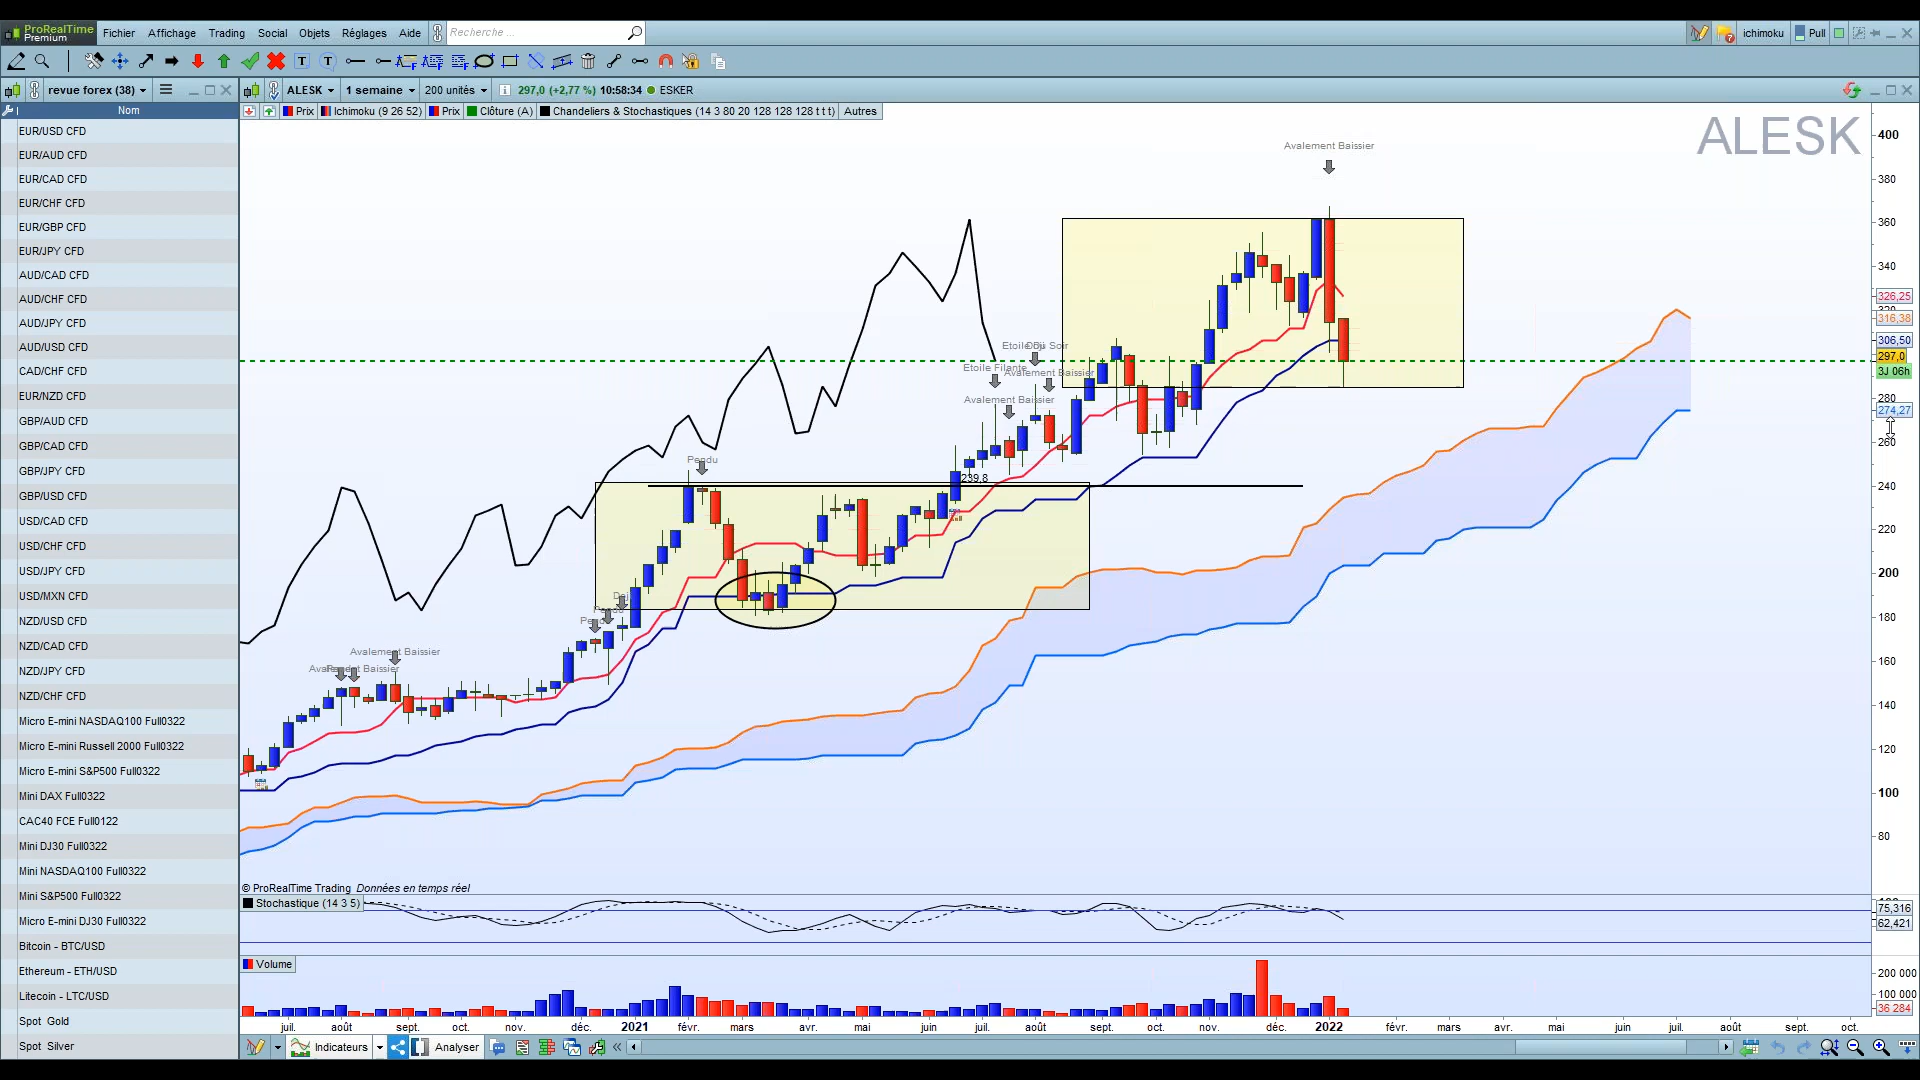 ProRealTime
Premium
Fichier Affichage Trading Social Objets Réglages Aide Recherche ... 7 ichimoku Pull
T T
revue forex (38) ALESK 1 semaine 200 unités i 297,0 (+2,77 %) 10:58:34 ESKER
Nom
Prix Ichimoku (9 26 52) Prix Clôture (A) Chandeliers & Stochastiques (14 3 80 20 128 128 128 t t t) Autres
EUR/USD CFD
EUR/AUD CFD
EUR/CAD CFD
EUR/CHF CFD
EUR/GBP CFD
EUR/JPY CFD
AUD/CAD CFD
AUD/CHF CFD
AUD/JPY CFD
AUD/USD CFD
CAD/CHF CFD
EUR/NZD CFD
GBP/AUD CFD
GBP/CAD CFD
GBP/JPY CFD
GBP/USD CFD
USD/CAD CFD
USD/CHF CFD
USD/JPY CFD
USD/MXN CFD
NZD/USD CFD
NZD/CAD CFD
NZD/JPY CFD
NZD/CHF CFD
Micro E-mini NASDAQ100 Full0322
Micro E-mini Russell 2000 Full0322
Micro E-mini S&P500 Full0322
Mini DAX Full0322
CAC40 FCE Full0122
Mini DJ30 Full0322
Mini NASDAQ100 Full0322
Mini S&P500 Full0322
Micro E-mini DJ30 Full0322
Bitcoin - BTC/USD
Ethereum - ETH/USD
Litecoin - LTC/USD
Spot Gold
Spot Silver
ALESK
Avalement Baissier
Soir
Etoile Filante
Avalement Baissier
Avalement Baissier
Pendu
239,8
Avalement Baissier
Baissier
400
380
360
340
326,25
316,38
306,50
297,0
3J 06h
280
274,27
260
240
220
200
180
160
140
120
100
80
© ProRealTime Trading Données en temps réel
Stochastique (14 3 5)
75,316
62,421
Volume
200 000
100 000
36 284
juil. août sept. oct. nov. déc. 2021 févr. mars avr. mai juin juil. août sept. oct. nov. déc. 2022 févr. mars avr. mai juin juil. août sept. oct.
Indicateurs Analyser